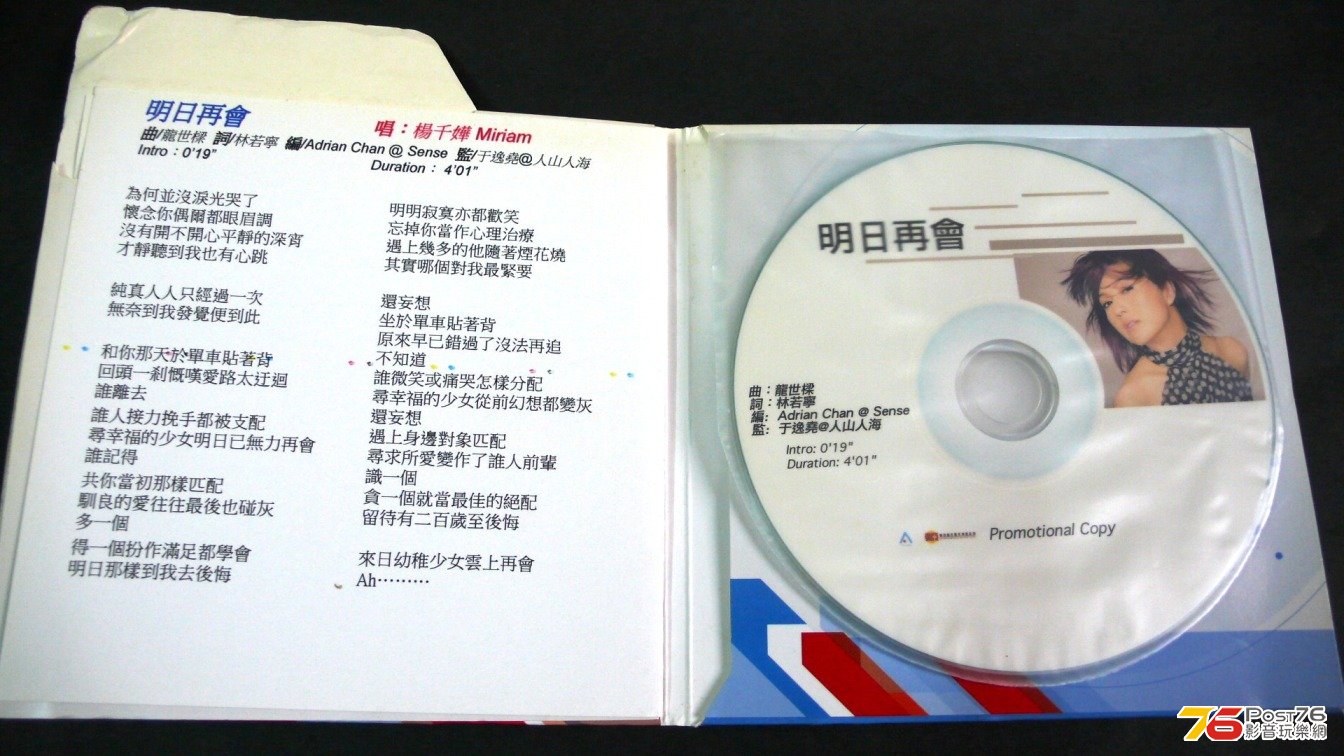 明日再會
唱：楊千嬅 Miriam
曲/龍世樑 詞/林若寧 編/Adrian Chan @ Sense 監/于逸堯@人山人海
Intro：0'19"
Duration： 4'01"
為何並沒淚光哭了
懷念你偶爾都眼眉調
沒有開不開心平靜的深宵
才靜聽到我也有心跳
純真人人只經過一次
無奈到我發覺便到此
和你那天於單車貼著背
回頭一剎慨嘆愛路太迂迴
誰離去
誰人接力挽手都被支配
尋幸福的少女明日已無力再會
誰記得
共你當初那樣匹配
馴良的愛往往最後也碰灰
多一個
得一個扮作滿足都學會
明日那樣到我去後悔
明明寂寞亦都歡笑
忘掉你當作心理治療
遇上幾多的他隨著煙花燒
其實哪個對我最緊要
還妄想
坐於單車貼著背
原來早已錯過了沒法再追
不知道
誰微笑或痛哭怎樣分配
尋幸福的少女從前幻想都變灰
還妄想
遇上身邊對象匹配
尋求所愛變作了誰人前輩
識一個
貪一個就當最佳的絕配
留待有二百歲至後悔
來日幼稚少女雲上再會
Ah………
明日再會
曲：龍世樑
詞：林若寧
編：Adrian Chan @ Sense
監：于逸堯@人山人海
Intro: 0'19"
Duration: 4'01"
Promotional Copy
76 Post76
影音玩樂網